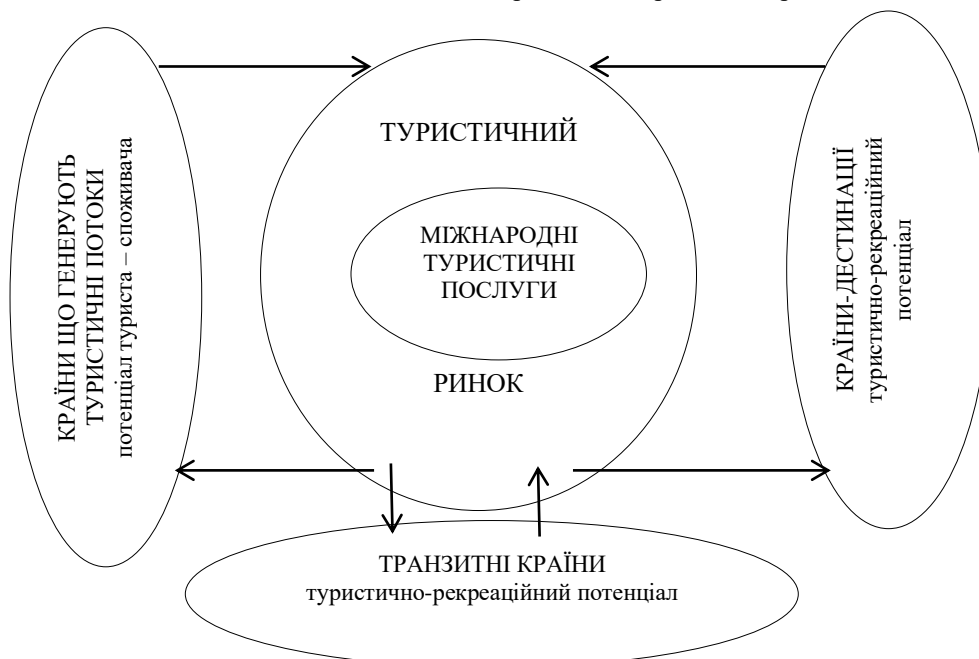 КРАЇНИ ЩО ГЕНЕРУЮТЬ
ТУРИСТИЧНІ ПОТОКИ
потенціал туриста – споживача
ТУРИСТИЧНИЙ
МІЖНАРОДНІ
ТУРИСТИЧНІ
ПОСЛУГИ
РИНОК
КРАЇНИ-ДЕСТИНАЦІЇ
туристично-рекреаційний
потенціал
ТРАНЗИТНІ КРАЇНИ
туристично-рекреаційний потенціал